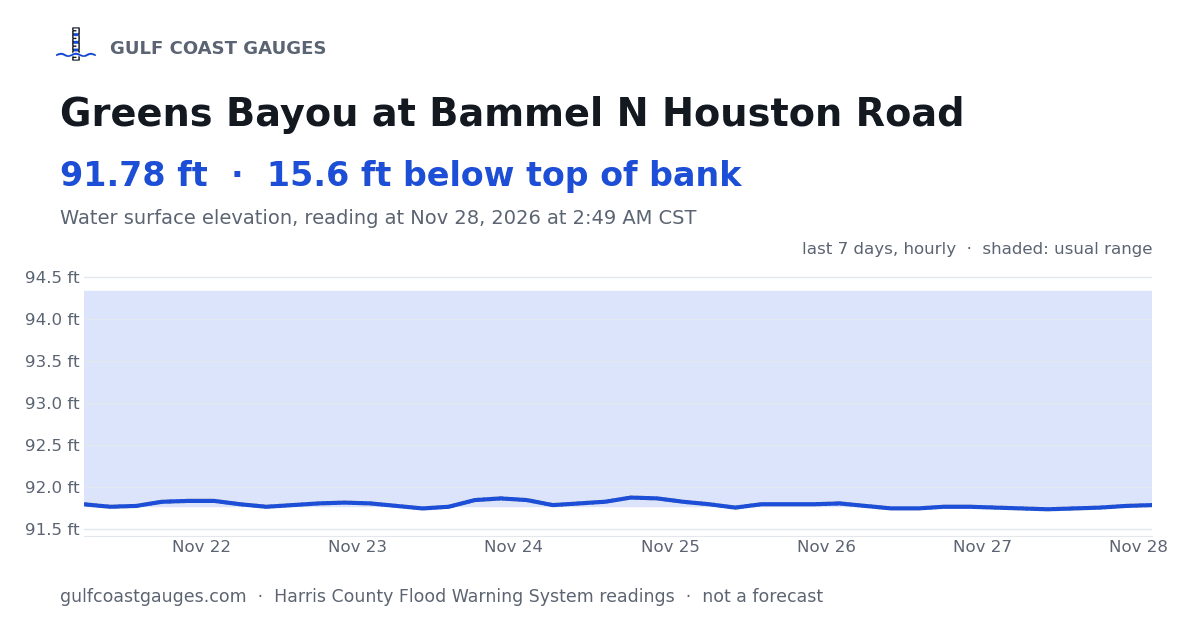 GULF COAST GAUGES
Greens Bayou at Bammel N Houston Road
91.78 ft · 15.6 ft below top of bank
Water surface elevation, reading at Nov 28, 2026 at 2:49 AM CST
last 7 days, hourly · shaded: usual range
94.5 ft
94.0 ft
93.5 ft
93.0 ft
92.5 ft
92.0 ft
91.5 ft
Nov 22 Nov 23 Nov 24 Nov 25 Nov 26 Nov 27 Nov 28
gulfcoastgauges.com · Harris County Flood Warning System readings · not a forecast